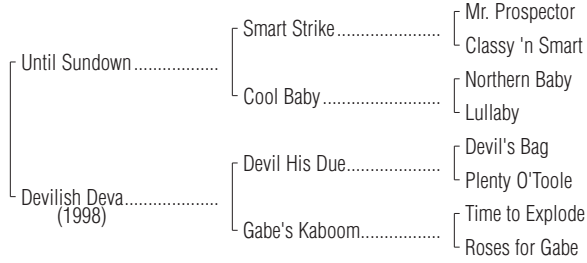 Mr. Prospector
Smart Strike..................
Classy 'n Smart
Until Sundown..................
Northern Baby
Cool Baby....................
Lullaby
Devil's Bag
Devil His Due................
Plenty O'Toole
Devilish Deva....................
(1998)
Time to Explode
Gabe's Kaboom.................
Roses for Gabe